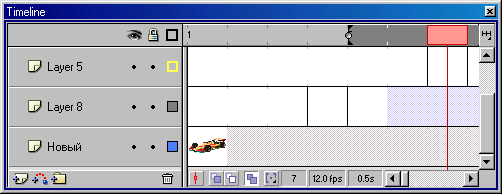 Timeline
1
Layer 5
Layer 8
Новый
7 12.0 fps 0.5s